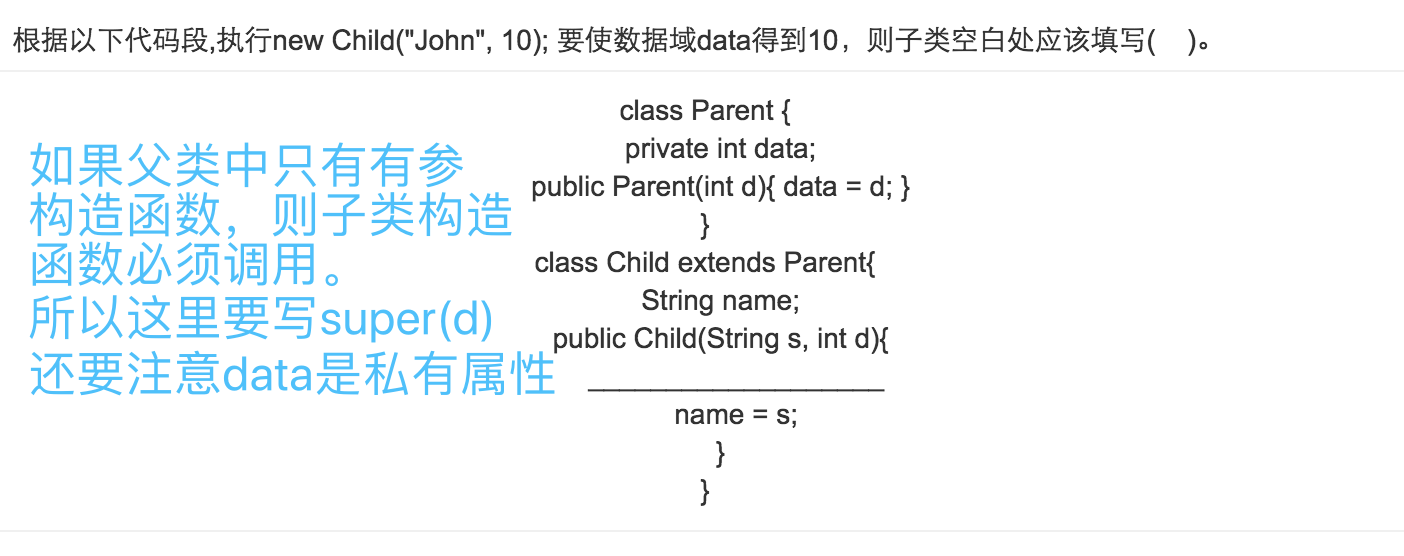 根据以下代码段,执行new Child("John", 10); 要使数据域data得到10，则子类空白处应该填写(    )。
class Parent {
private int data;
public Parent(int d){ data = d; }
}
class Child extends Parent{
String name;
public Child(String s, int d){
___________________
name = s;
}
}
如果父类中只有有参
构造函数，则子类构造
函数必须调用。
所以这里要写super(d)
还要注意data是私有属性